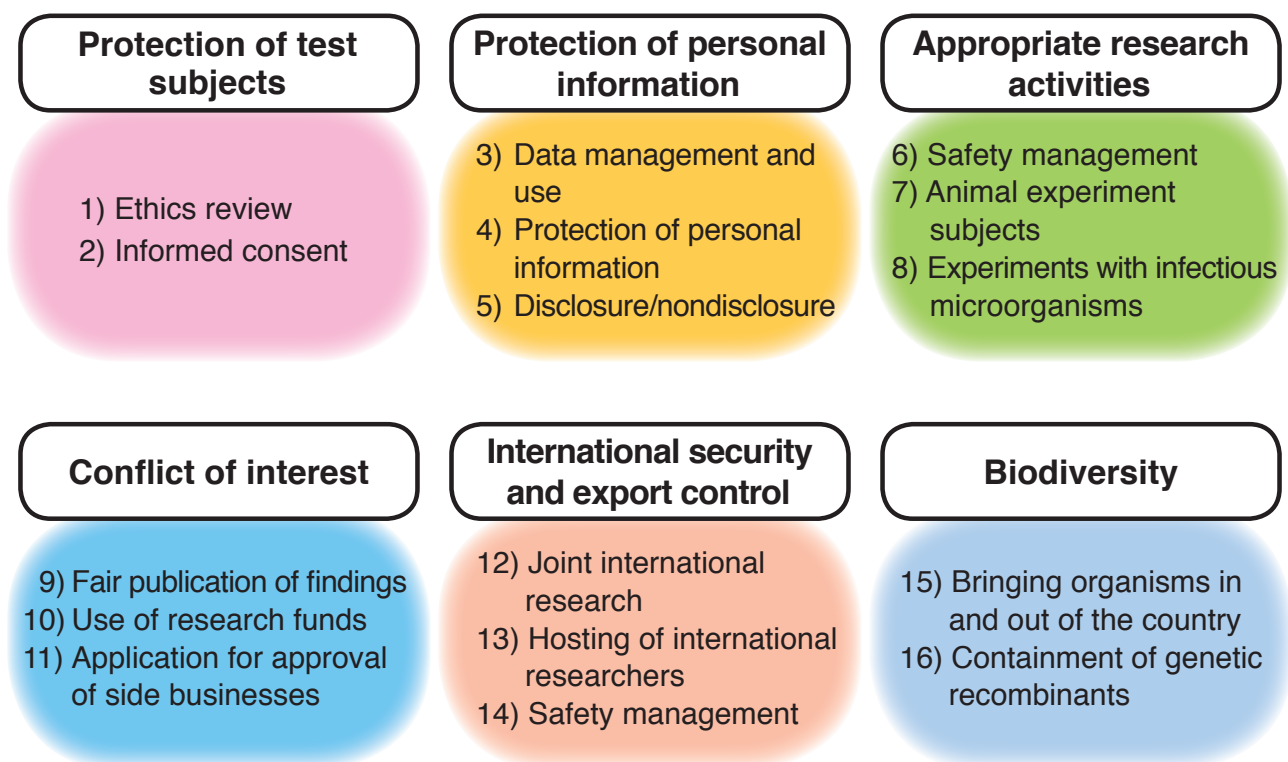 Protection of test
subjects
1) Ethics review
2) Informed consent
Protection of personal
information
3) Data management and
use
4) Protection of personal
information
5) Disclosure/nondisclosure
Appropriate research
activities
6) Safety management
7) Animal experiment
subjects
8) Experiments with infectious
microorganisms
Conflict of interest
9) Fair publication of findings
10) Use of research funds
11) Application for approval
of side businesses
International security
and export control
12) Joint international
research
13) Hosting of international
researchers
14) Safety management
Biodiversity
15) Bringing organisms in
and out of the country
16) Containment of genetic
recombinants